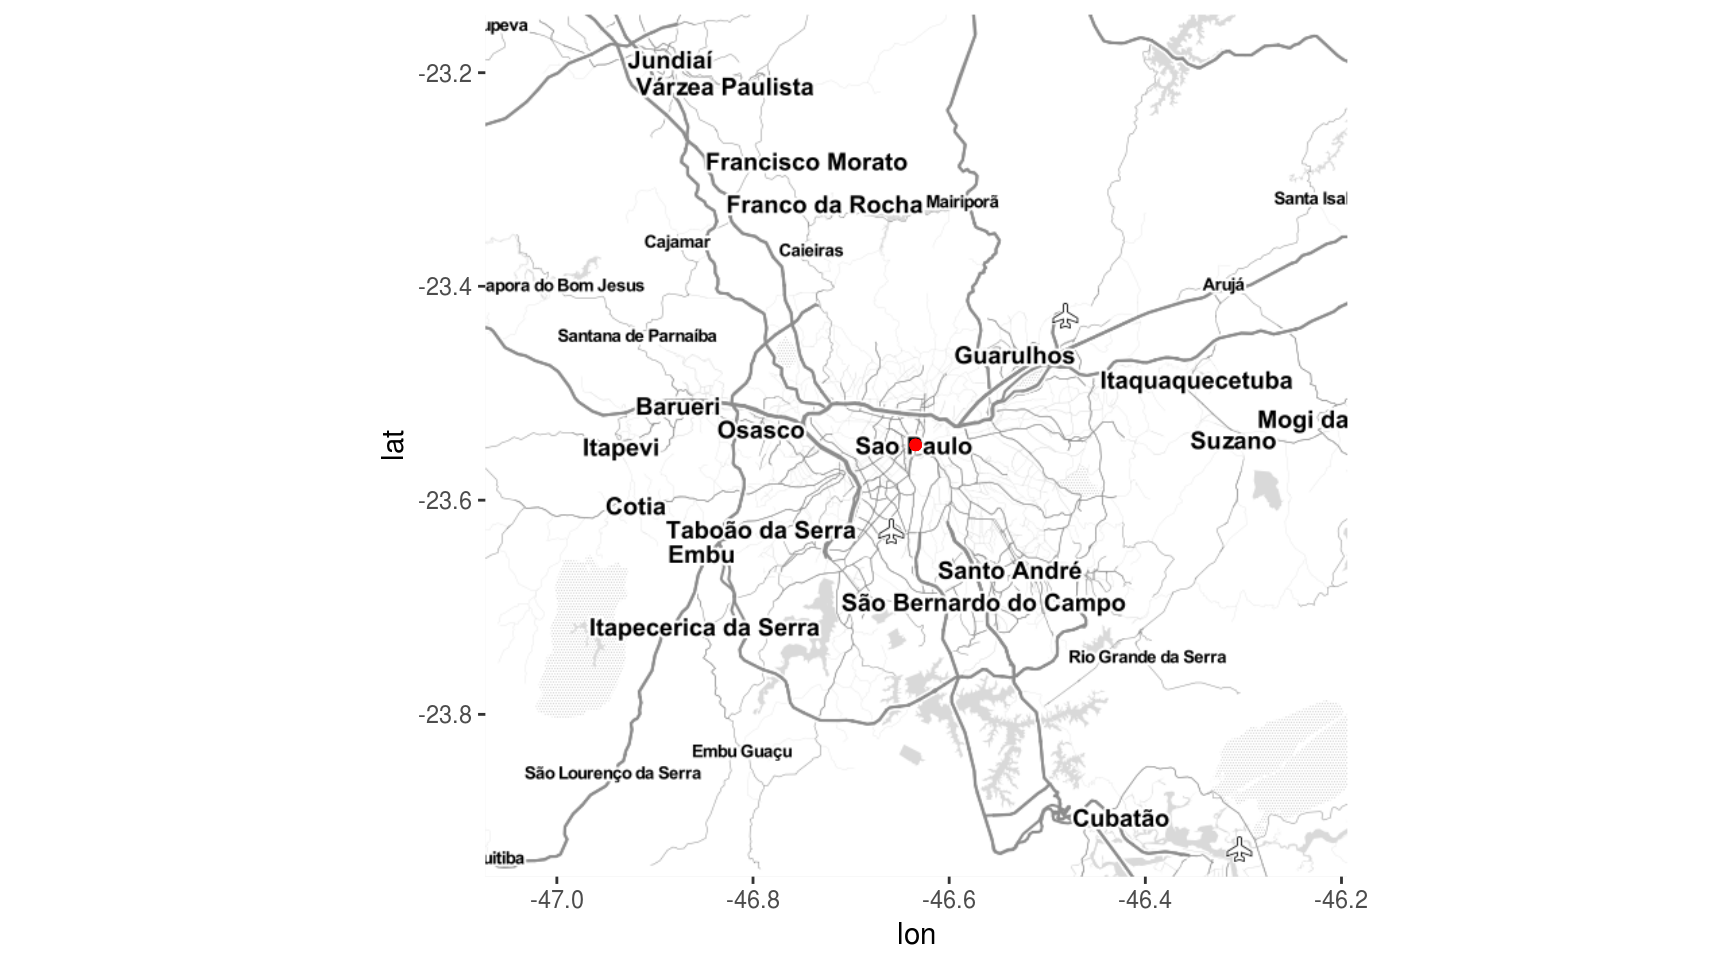 upeva
Jundiaí
-23.2
Várzea Paulista
Francisco Morato
Santa Isal
Franco da Rocha
Mairiporã
Cajamar
Caieiras
-23.4
apora do Bom Jesus
Arujá
Santana de Parnaíba
Guarulhos
Itaquaquecetuba
Barueri
Mogi da
Osasco
Suzano
lat
Itapevi
Sao Paulo
-23.6
Cotia
Taboão da Serra
Embu
Santo André
São Bernardo do Campo
Itapecerica da Serra
Rio Grande da Serra
-23.8
Embu Guaçu
São Lourenço da Serra
Cubatão
uitiba
-47.0
-46.8
-46.6
-46.4
-46.2
lon